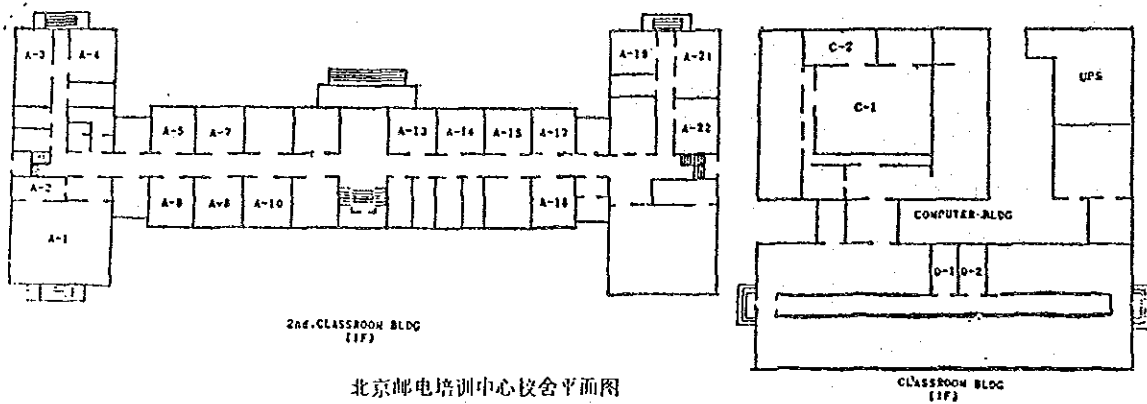 A-3
A-4
A-19
A-21
C-2
UPS
C-1
A-5
A-7
A-13
A-14
A-15
A-17
A-22
A-2
A-8
A-10
A-18
A-1
COMPUTER-BLDG
D-1
D-2
2nd.CLASSROOM BLDG
(1F)
北京邮电培训中心校舍平面图
CLASSROOM BLDG
(1F)